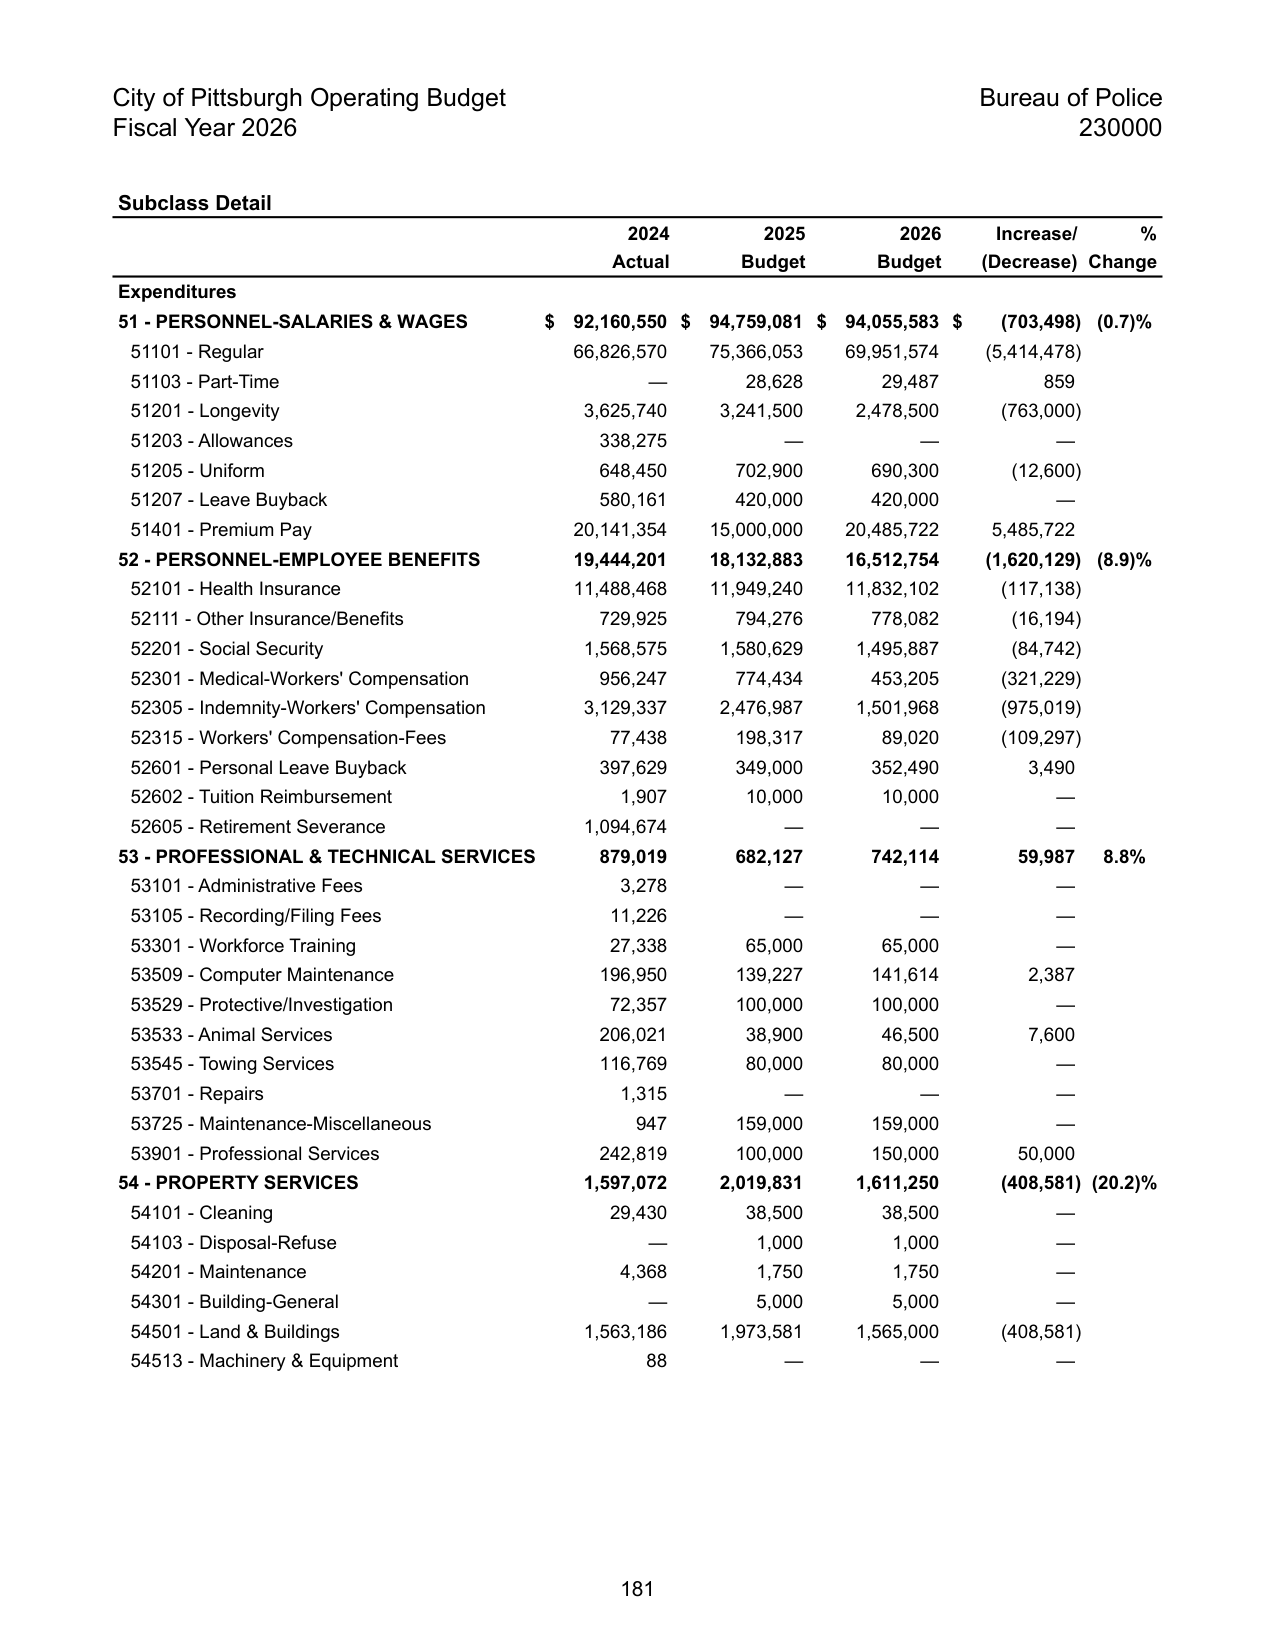 City of Pittsburgh Operating Budget Bureau of Police
Fiscal Year 2026 230000
Subclass Detail
2024 2025 2026 Increase/ %
Actual Budget Budget (Decrease) Change
Expenditures
51 - PERSONNEL-SALARIES & WAGES $ 92,160,550 $ 94,759,081 $ 94,055,583 $ (703,498) (0.7)%
51101 - Regular 66,826,570 75,366,053 69,951,574 (5,414,478)
51103 - Part-Time — 28,628 29,487 859
51201 - Longevity 3,625,740 3,241,500 2,478,500 (763,000)
51203 - Allowances 338,275 — — —
51205 - Uniform 648,450 702,900 690,300 (12,600)
51207 - Leave Buyback 580,161 420,000 420,000 —
51401 - Premium Pay 20,141,354 15,000,000 20,485,722 5,485,722
52 - PERSONNEL-EMPLOYEE BENEFITS 19,444,201 18,132,883 16,512,754 (1,620,129) (8.9)%
52101 - Health Insurance 11,488,468 11,949,240 11,832,102 (117,138)
52111 - Other Insurance/Benefits 729,925 794,276 778,082 (16,194)
52201 - Social Security 1,568,575 1,580,629 1,495,887 (84,742)
52301 - Medical-Workers' Compensation 956,247 774,434 453,205 (321,229)
52305 - Indemnity-Workers' Compensation 3,129,337 2,476,987 1,501,968 (975,019)
52315 - Workers' Compensation-Fees 77,438 198,317 89,020 (109,297)
52601 - Personal Leave Buyback 397,629 349,000 352,490 3,490
52602 - Tuition Reimbursement 1,907 10,000 10,000 —
52605 - Retirement Severance 1,094,674 — — —
53 - PROFESSIONAL & TECHNICAL SERVICES 879,019 682,127 742,114 59,987 8.8%
53101 - Administrative Fees 3,278 — — —
53105 - Recording/Filing Fees 11,226 — — —
53301 - Workforce Training 27,338 65,000 65,000 —
53509 - Computer Maintenance 196,950 139,227 141,614 2,387
53529 - Protective/Investigation 72,357 100,000 100,000 —
53533 - Animal Services 206,021 38,900 46,500 7,600
53545 - Towing Services 116,769 80,000 80,000 —
53701 - Repairs 1,315 — — —
53725 - Maintenance-Miscellaneous 947 159,000 159,000 —
53901 - Professional Services 242,819 100,000 150,000 50,000
54 - PROPERTY SERVICES 1,597,072 2,019,831 1,611,250 (408,581) (20.2)%
54101 - Cleaning 29,430 38,500 38,500 —
54103 - Disposal-Refuse — 1,000 1,000 —
54201 - Maintenance 4,368 1,750 1,750 —
54301 - Building-General — 5,000 5,000 —
54501 - Land & Buildings 1,563,186 1,973,581 1,565,000 (408,581)
54513 - Machinery & Equipment 88 — — —
181